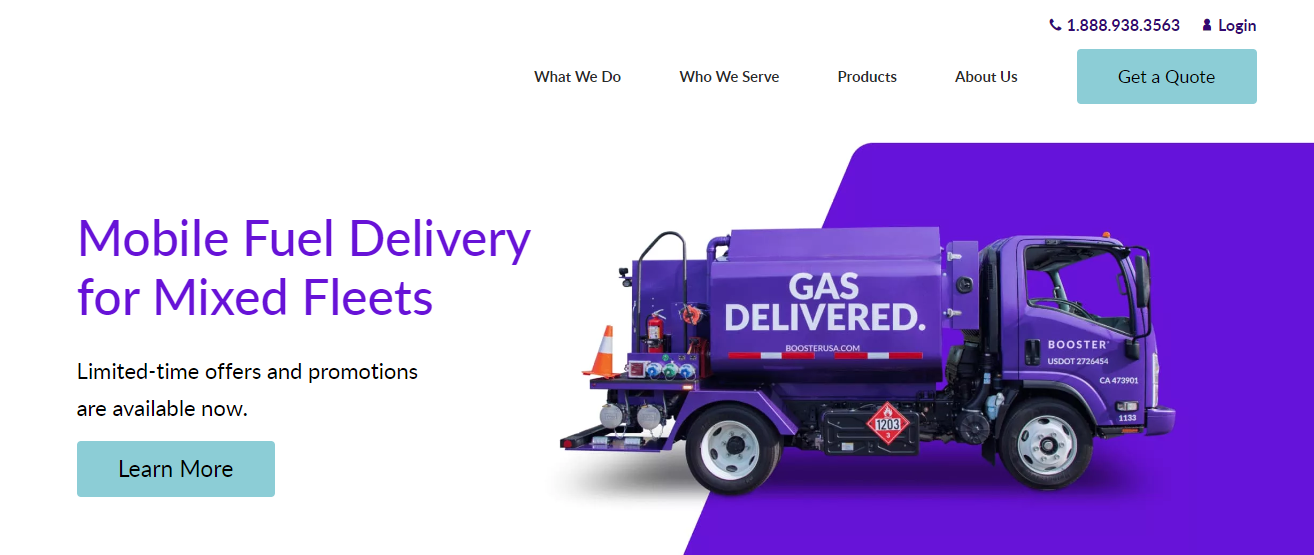 1.888.938.3563
Login
What We Do
Who We Serve
Products
About Us
Get a Quote
Mobile Fuel Delivery
for Mixed Fleets
Limited-time offers and promotions
are available now.
Learn More
GAS
DELIVERED.
BOOSTERUSA.COM
BOOSTER
USDOT 2726454
CA 473901
1133
1203
3